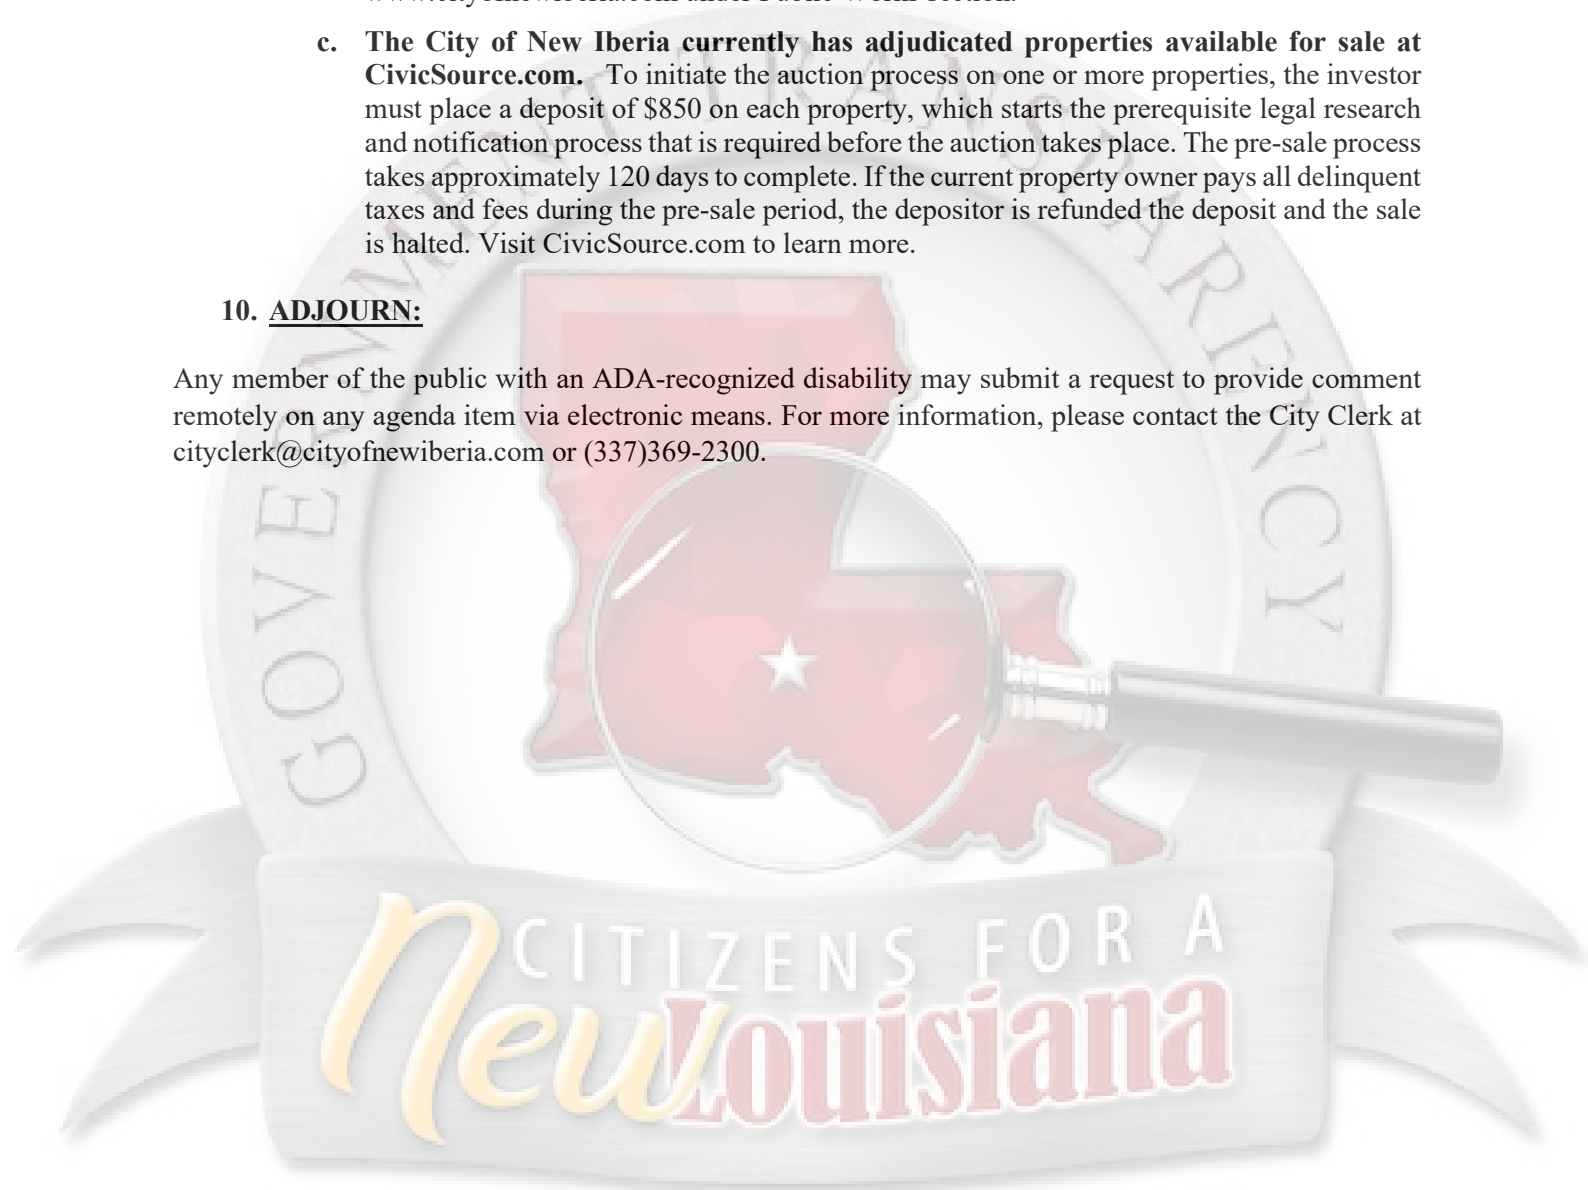 c. The City of New Iberia currently has adjudicated properties available for sale at
CivicSource.com. To initiate the auction process on one or more properties, the investor
must place a deposit of $850 on each property, which starts the prerequisite legal research
and notification process that is required before the auction takes place. The pre-sale process
takes approximately 120 days to complete. If the current property owner pays all delinquent
taxes and fees during the pre-sale period, the depositor is refunded the deposit and the sale
is halted. Visit CivicSource.com to learn more.
10. ADJOURN:
Any member of the public with an ADA-recognized disability may submit a request to provide comment
remotely on any agenda item via electronic means. For more information, please contact the City Clerk at
cityclerk@cityofnewiberia.com or (337)369-2300.
GOVERNMENT TRANSPARENCY
CITIZENS FOR A
New Louisiana